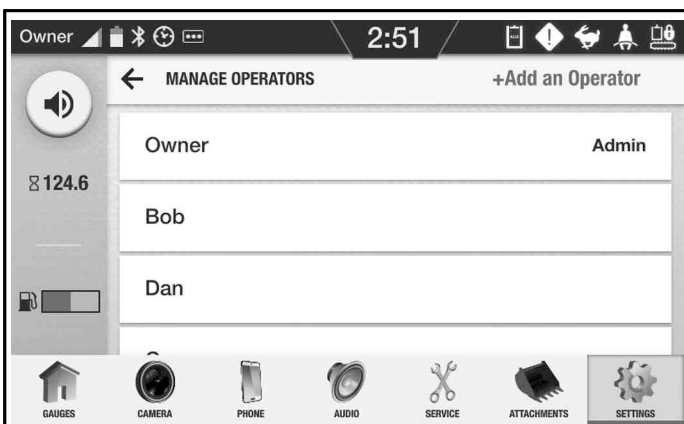 Owner 2:51
MANAGE OPERATORS +Add an Operator
Owner Admin
124.6
Bob
Dan
GAUGES CAMERA PHONE AUDIO SERVICE ATTACHMENTS SETTINGS